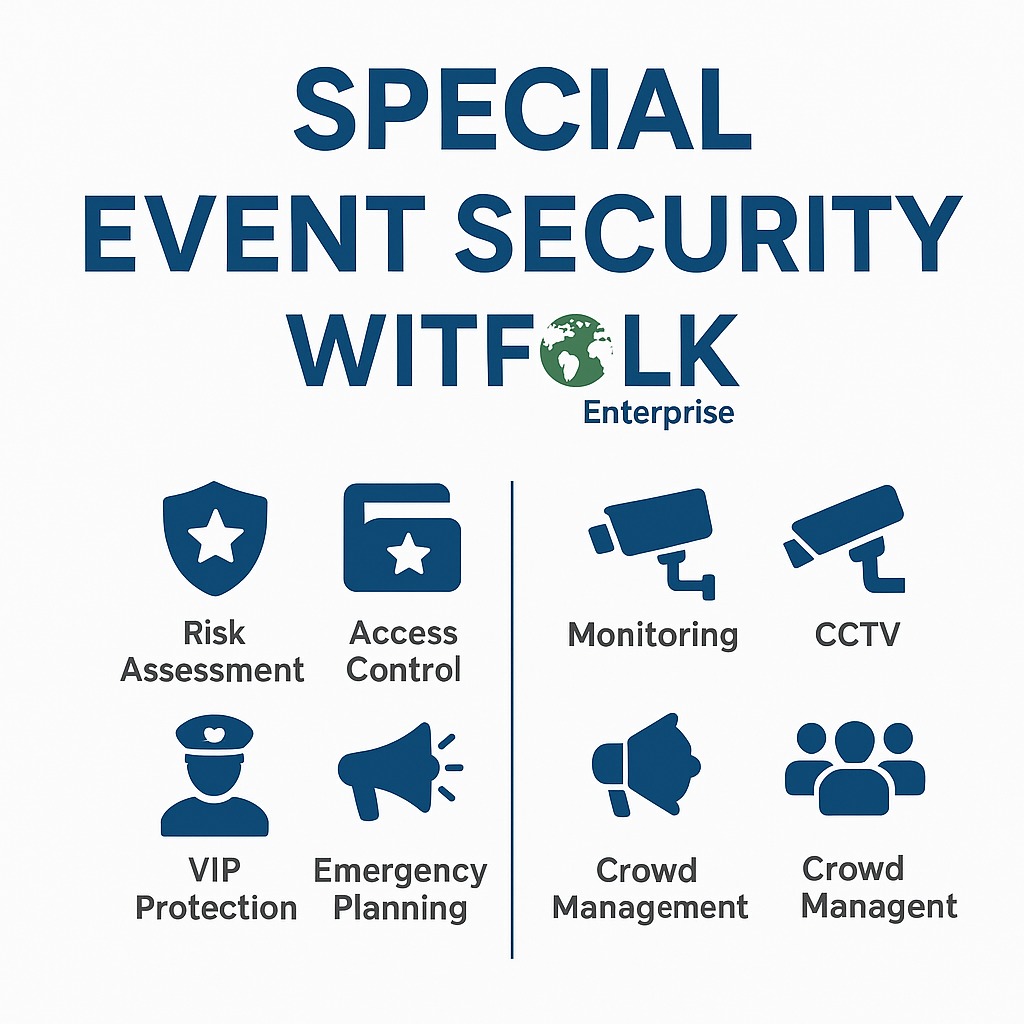 SPECIAL
EVENT SECURITY
WITFOLK
Enterprise
Risk
Assessment
Access
Control
Monitoring
CCTV
VIP
Protection
Emergency
Planning
Crowd
Management
Crowd
Managent